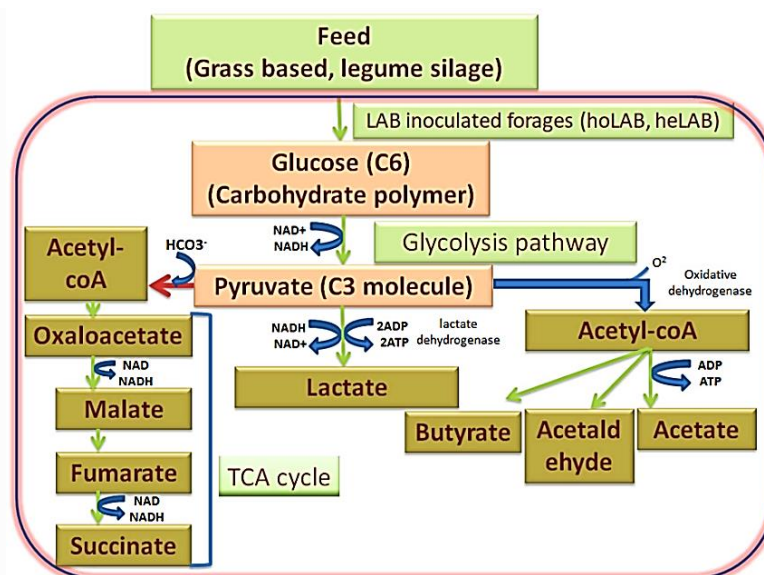 Feed
(Grass based, legume silage)
LAB inoculated forages (hoLAB, heLAB)
Glucose (C6)
(Carbohydrate polymer)
NAD+
NADH
Glycolysis pathway
Acetyl-
coA
HCO3-
Pyruvate (C3 molecule)
O2
Oxidative
dehydrogenase
Oxaloacetate
NADH
NAD+
2ADP
2ATP
lactate
dehydrogenase
Acetyl-coA
NAD
NADH
Lactate
ADP
ATP
Malate
Butyrate
Acetald
ehyde
Acetate
Fumarate
TCA cycle
NAD
NADH
Succinate